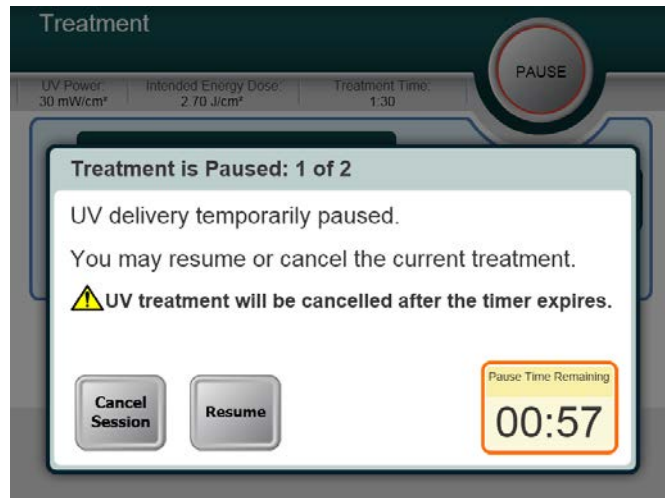 Treatment
PAUSE
UV Power: Intended Energy Dose: Treatment Time:
30 mW/cm² 2.70 J/cm² 1:30
Treatment is Paused: 1 of 2
UV delivery temporarily paused.
You may resume or cancel the current treatment.
UV treatment will be cancelled after the timer expires.
Pause Time Remaining
Cancel
Session
Resume
00:57